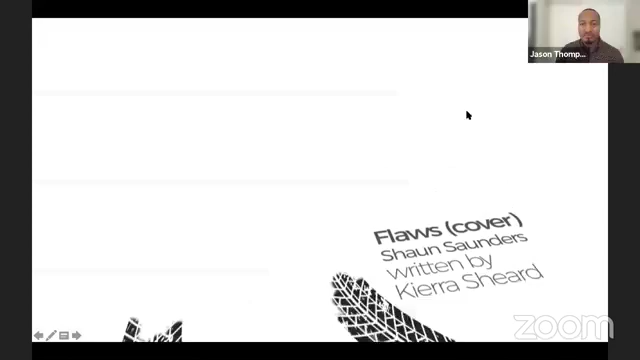 Jason Thomp...
Flaws (cover)
Shaun Saunders
written by
Kierra Sheard
zoom